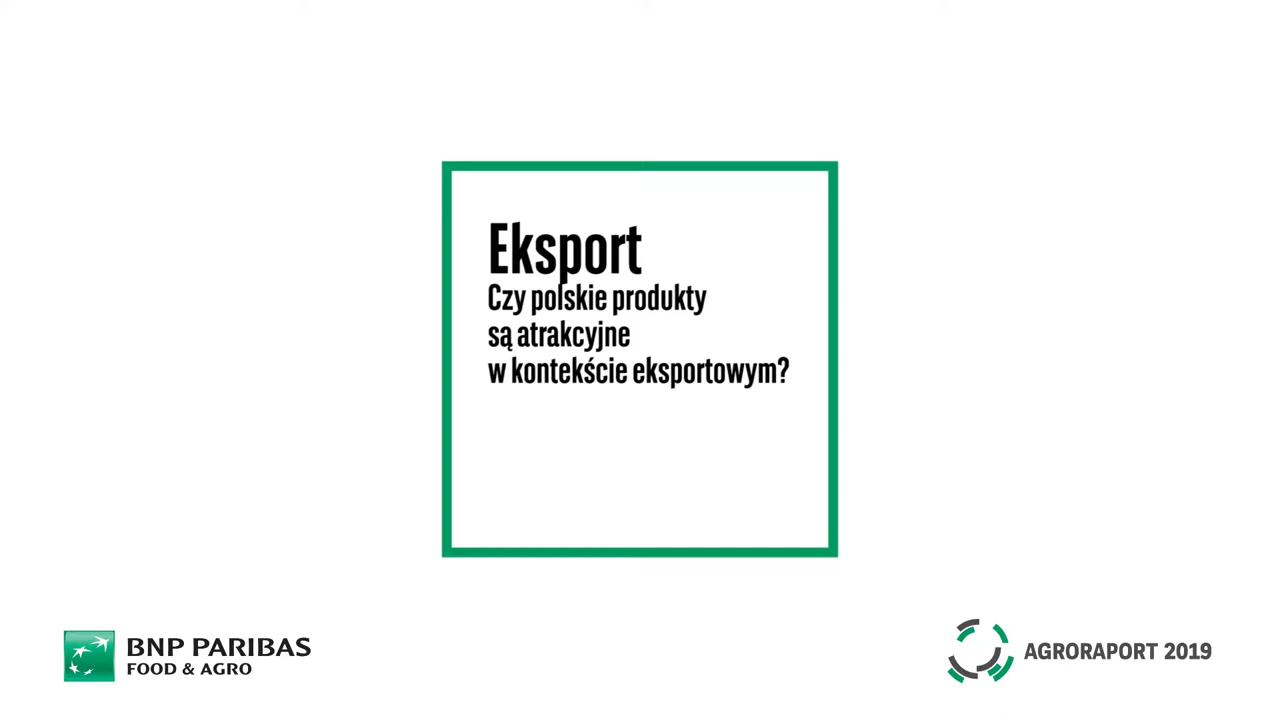 Eksport
Czy polskie produkty
są atrakcyjne
w kontekście eksportowym?
BNP PARIBAS
FOOD & AGRO
AGRORAPORT 2019